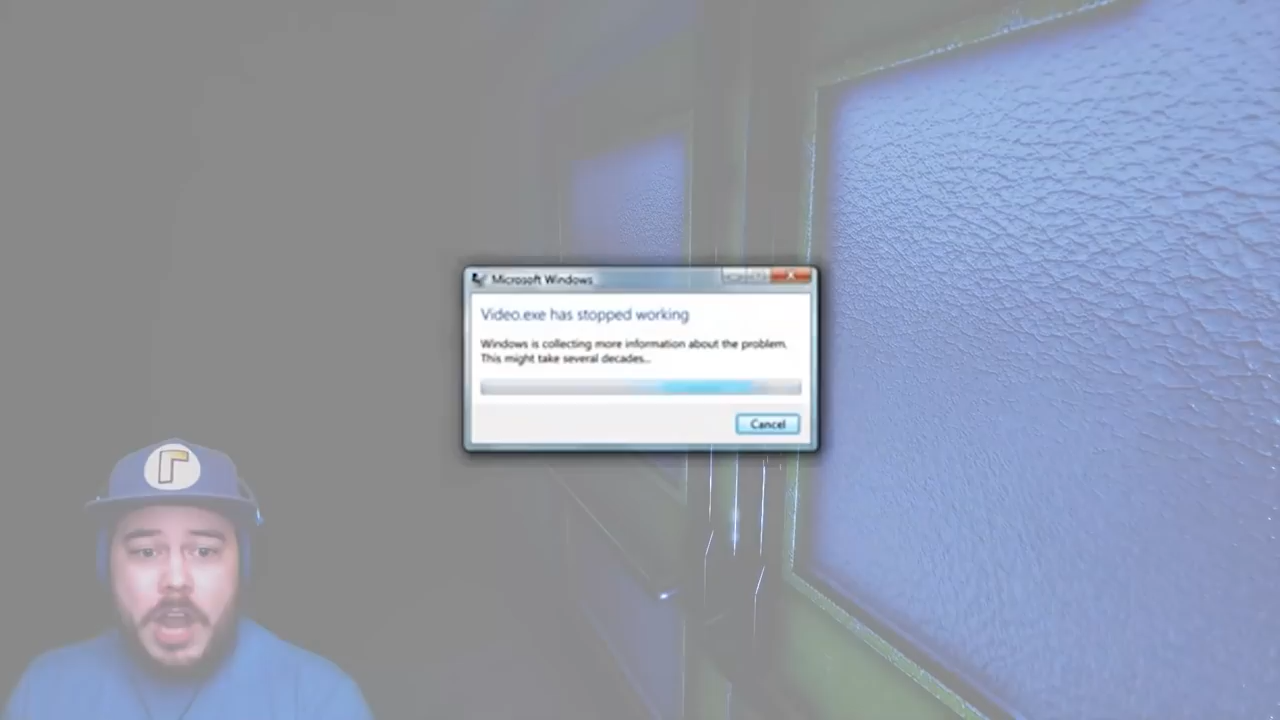 Microsoft Windows
Video.exe has stopped working
Windows is collecting more information about the problem.
This might take several decades...
Cancel